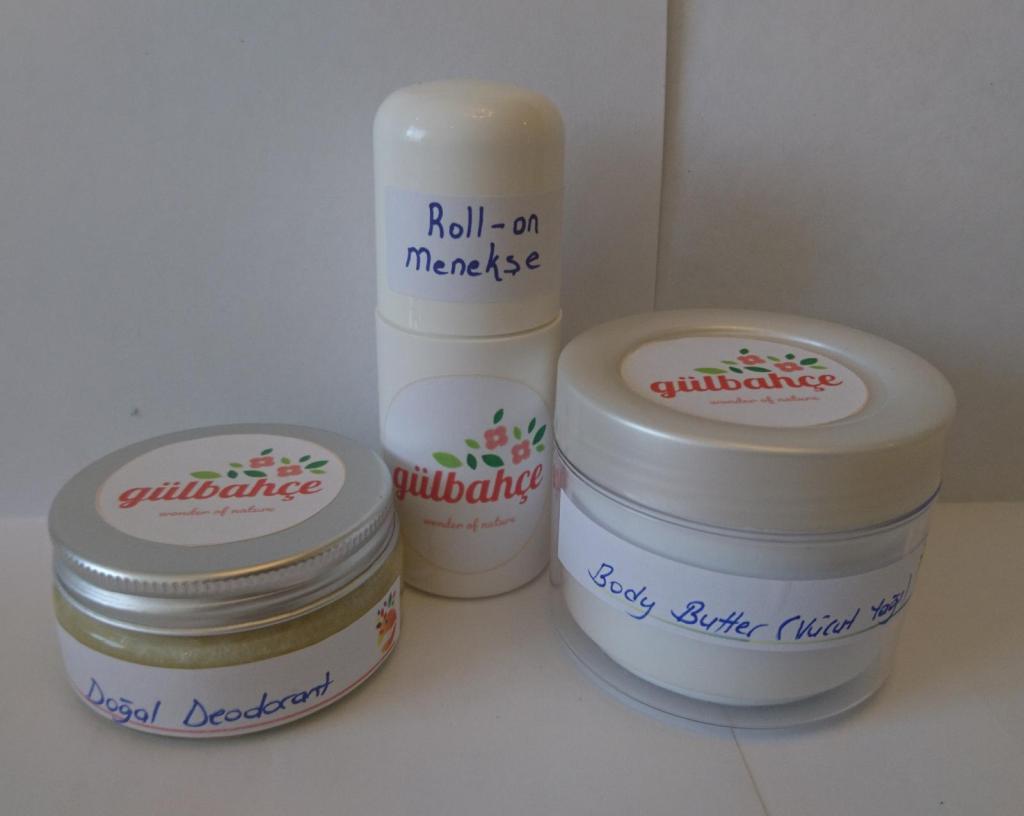 Roll-on
Menekşe
gülbahçe
wonder of nature
gülbahçe
wonder of nature
gülbahçe
wonder of nature
Doğal Deodorant
Body Butter (Vücut Yağı)